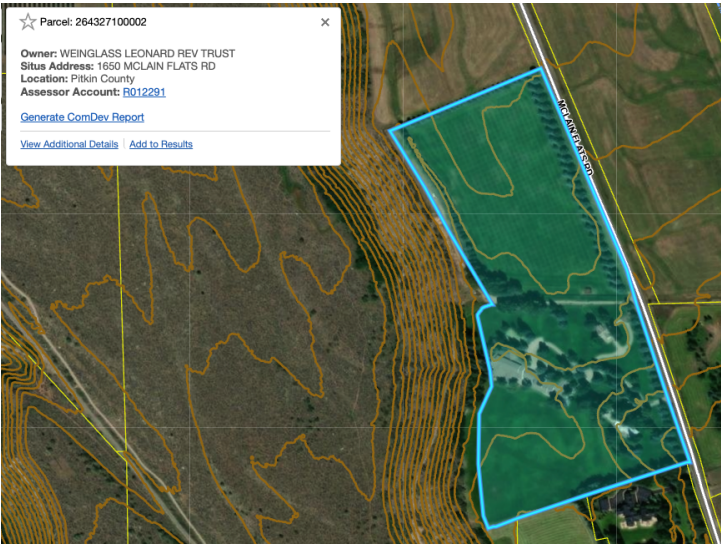 Parcel: 264327100002
Owner: WEINGLASS LEONARD REV TRUST
Situs Address: 1650 MCLAIN FLATS RD
Location: Pitkin County
Assessor Account: R012291
Generate ComDev Report
View Additional Details Add to Results
MCLAIN FLATS RD